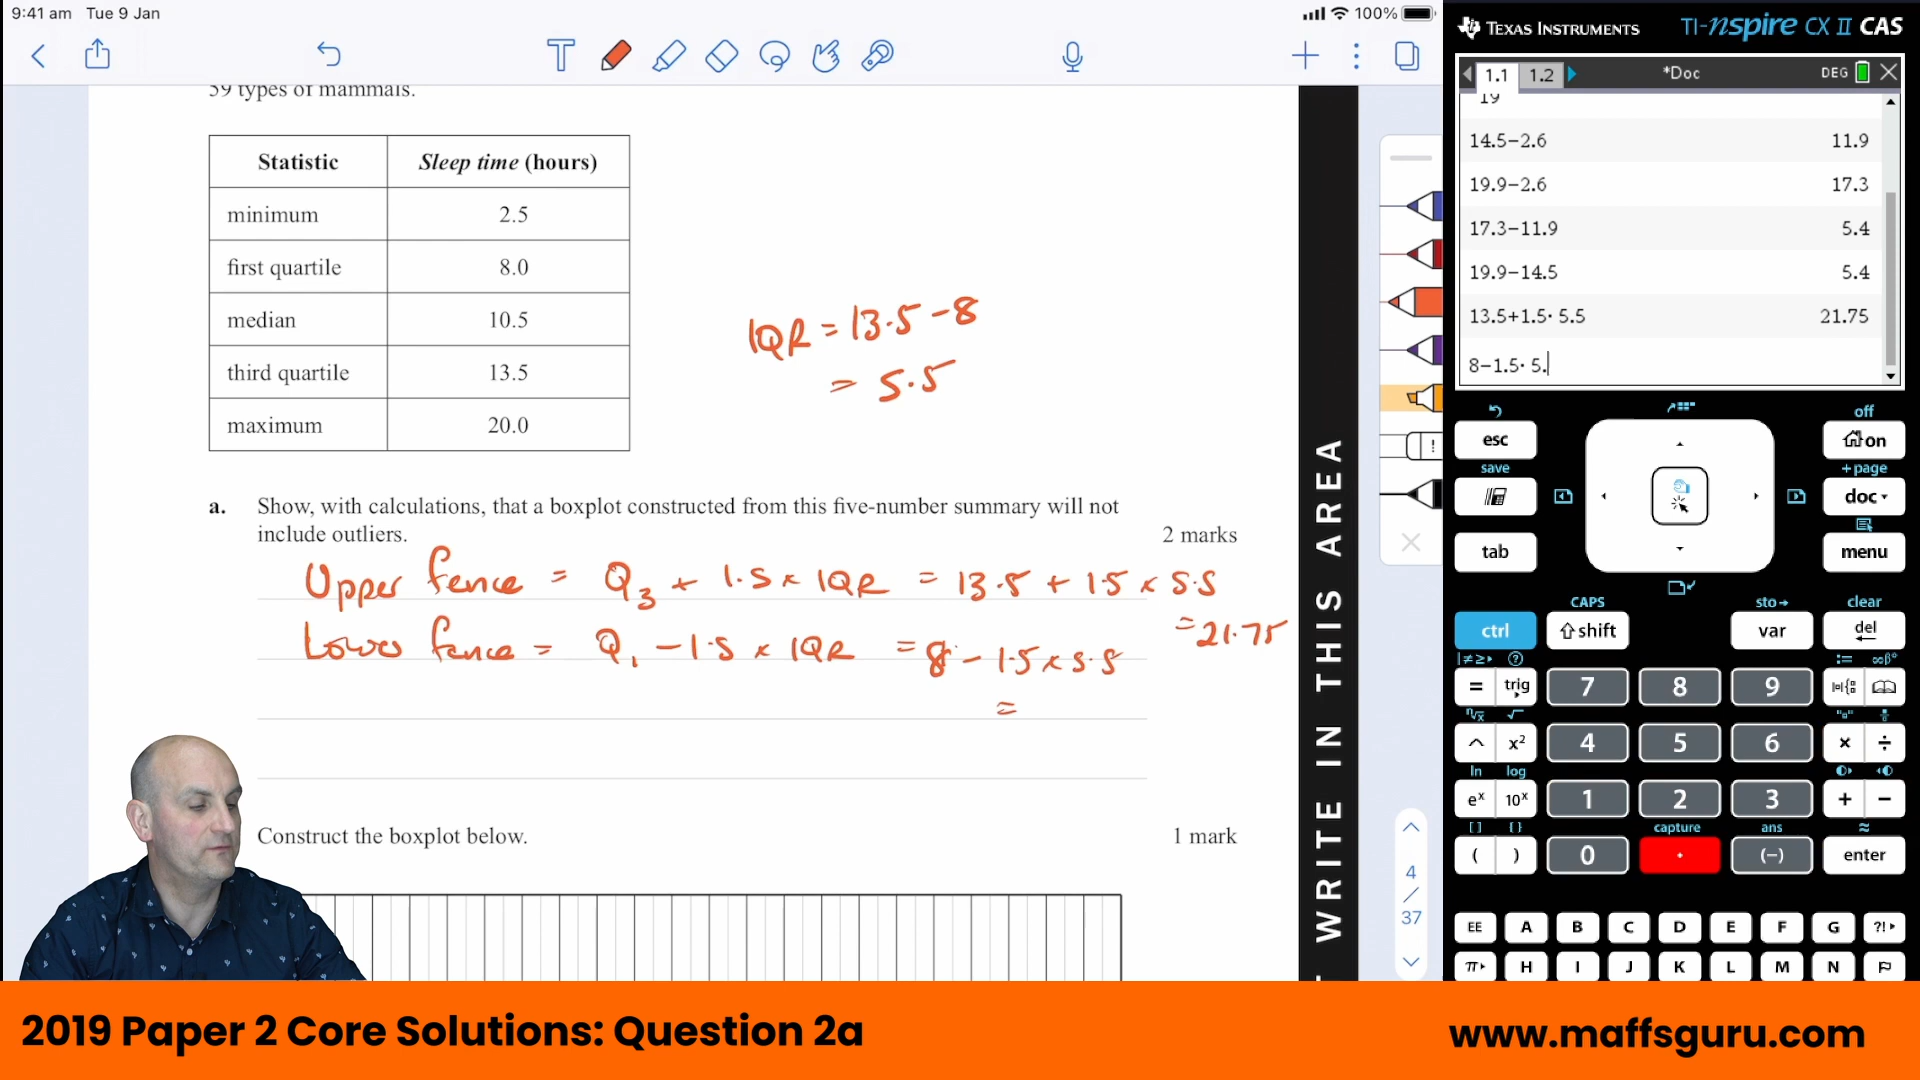 9:41 am Tue 9 Jan
100%
59 types of mammals.
Statistic Sleep time (hours)
minimum 2.5
first quartile 8.0
median 10.5
third quartile 13.5
maximum 20.0
IQR = 13.5 - 8
= 5.5
a. Show, with calculations, that a boxplot constructed from this five-number summary will not
include outliers. 2 marks
Upper fence = Q3 + 1.5 × IQR = 13.5 + 1.5 × 5.5
= 21.75
Lower fence = Q1 - 1.5 × IQR = 8 - 1.5 × 5.5
=
Construct the boxplot below. 1 mark
T WRITE IN THIS AREA
4
/
37
TEXAS INSTRUMENTS TI-nspire CX II CAS
1.1 1.2 *Doc DEG
19
14.5−2.6 11.9
19.9−2.6 17.3
17.3−11.9 5.4
19.9−14.5 5.4
13.5+1.5· 5.5 21.75
8−1.5· 5.
off
esc on
save +page
doc
tab menu
CAPS sto→ clear
ctrl shift var del
= trig 7 8 9
^ x² 4 5 6 × ÷
ln log
eˣ 10ˣ 1 2 3 + −
[ ] { } capture ans ≈
( ) 0 . (−) enter
EE A B C D E F G ?!
π H I J K L M N
2019 Paper 2 Core Solutions: Question 2a
www.maffsguru.com